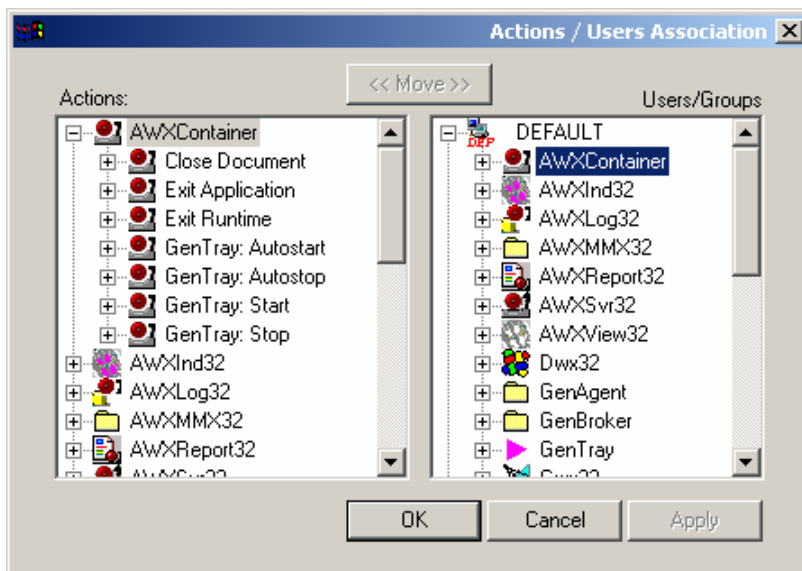 Actions / Users Association
<< Move >>
Actions:
Users/Groups
AWXContainer
Close Document
Exit Application
Exit Runtime
GenTray: Autostart
GenTray: Autostop
GenTray: Start
GenTray: Stop
AWXInd32
AWXLog32
AWXMMX32
AWXReport32
DEF
DEFAULT
AWXContainer
AWXInd32
AWXLog32
AWXMMX32
AWXReport32
AWXSvr32
AWXView32
Dwx32
GenAgent
GenBroker
GenTray
OK
Cancel
Apply